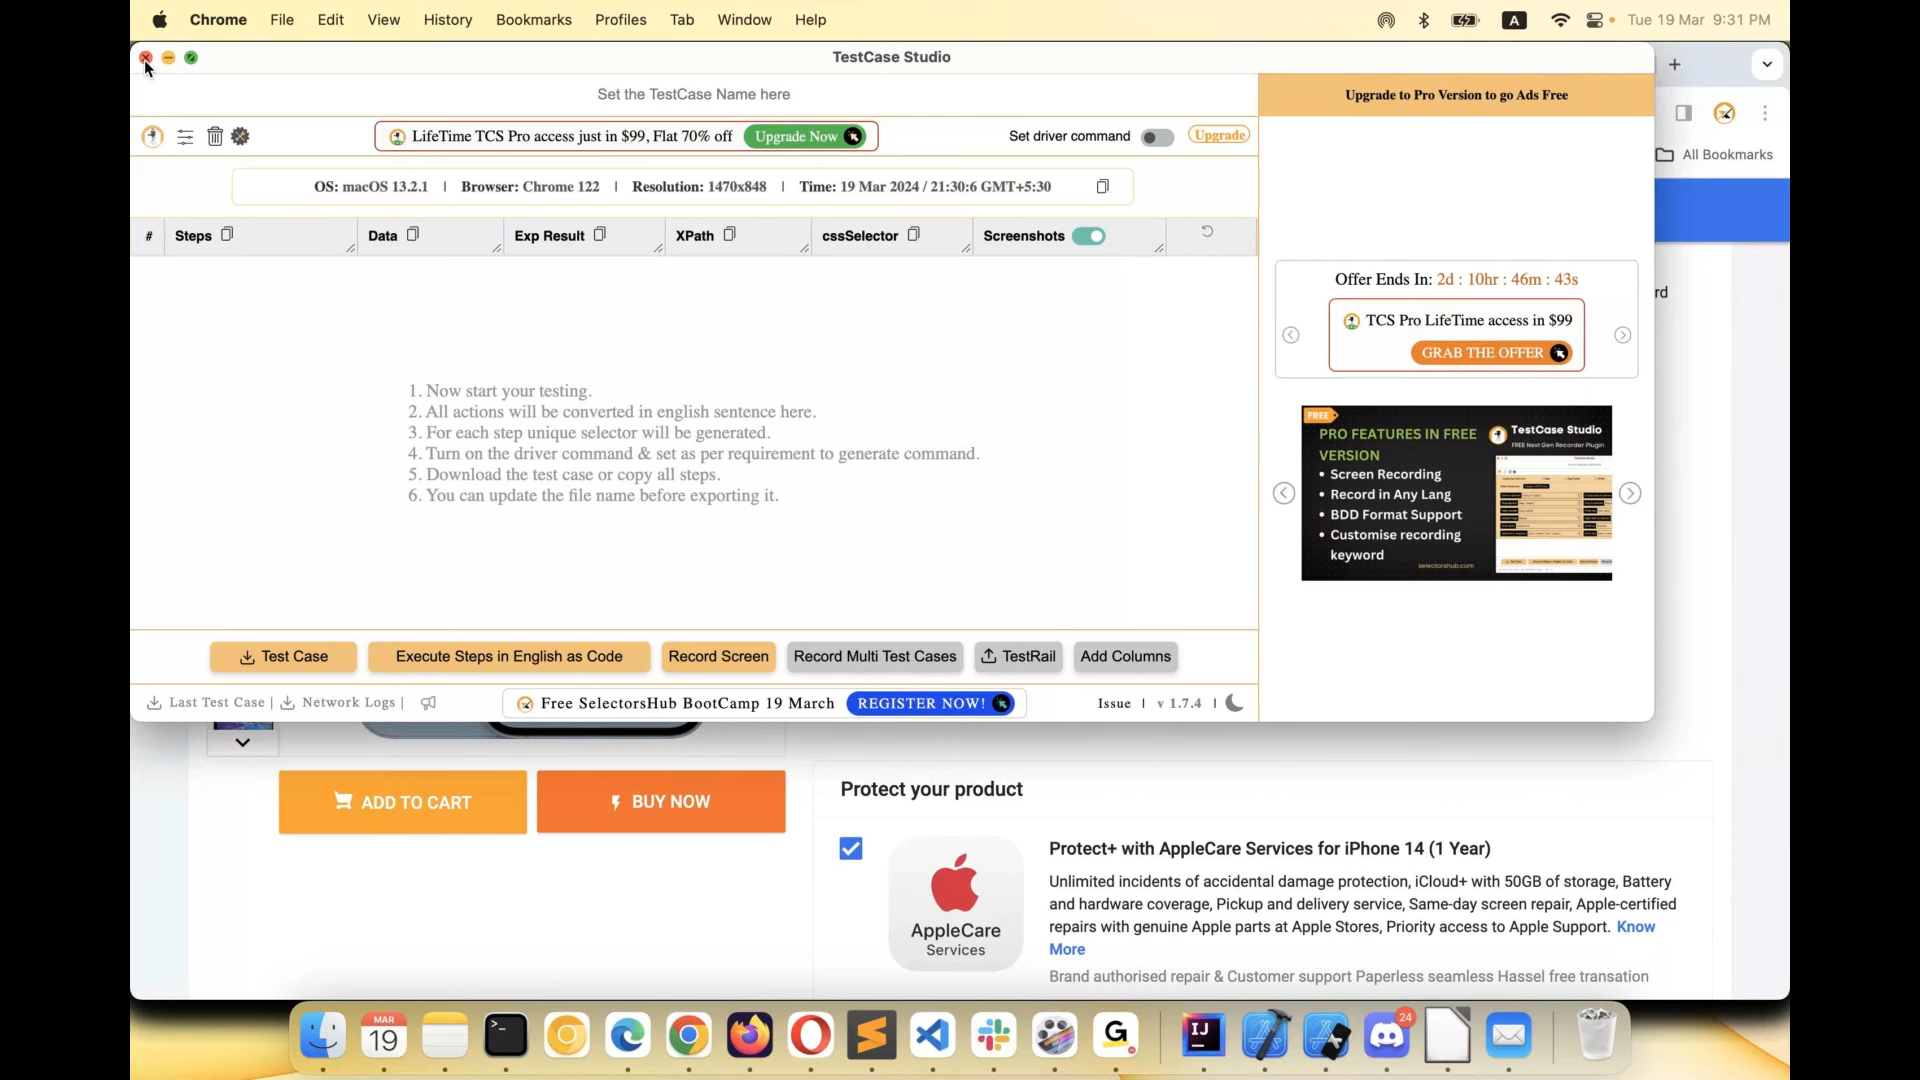 Chrome File Edit View History Bookmarks Profiles Tab Window Help
A
Tue 19 Mar 9:31 PM
TestCase Studio
Set the TestCase Name here
Upgrade to Pro Version to go Ads Free
LifeTime TCS Pro access just in $99, Flat 70% off Upgrade Now
Set driver command
Upgrade
All Bookmarks
OS: macOS 13.2.1 | Browser: Chrome 122 | Resolution: 1470x848 | Time: 19 Mar 2024 / 21:30:6 GMT+5:30
# Steps Data Exp Result XPath cssSelector Screenshots
Offer Ends In: 2d : 10hr : 46m : 43s
rd
TCS Pro LifeTime access in $99
GRAB THE OFFER
1. Now start your testing.
2. All actions will be converted in english sentence here.
3. For each step unique selector will be generated.
4. Turn on the driver command & set as per requirement to generate command.
5. Download the test case or copy all steps.
6. You can update the file name before exporting it.
FREE
PRO FEATURES IN FREE
VERSION
• Screen Recording
• Record in Any Lang
• BDD Format Support
• Customise recording
keyword
TestCase Studio
FREE Next Gen Recorder Plugin
selectorshub.com
Test Case Execute Steps in English as Code Record Screen Record Multi Test Cases TestRail Add Columns
Last Test Case | Network Logs |
Free SelectorsHub BootCamp 19 March REGISTER NOW!
Issue | v 1.7.4 |
ADD TO CART
BUY NOW
Protect your product
Protect+ with AppleCare Services for iPhone 14 (1 Year)
Unlimited incidents of accidental damage protection, iCloud+ with 50GB of storage, Battery
and hardware coverage, Pickup and delivery service, Same-day screen repair, Apple-certified
repairs with genuine Apple parts at Apple Stores, Priority access to Apple Support. Know
More
Brand authorised repair & Customer support Paperless seamless Hassel free transation
AppleCare
Services
MAR
19
>_
G
IJ
24